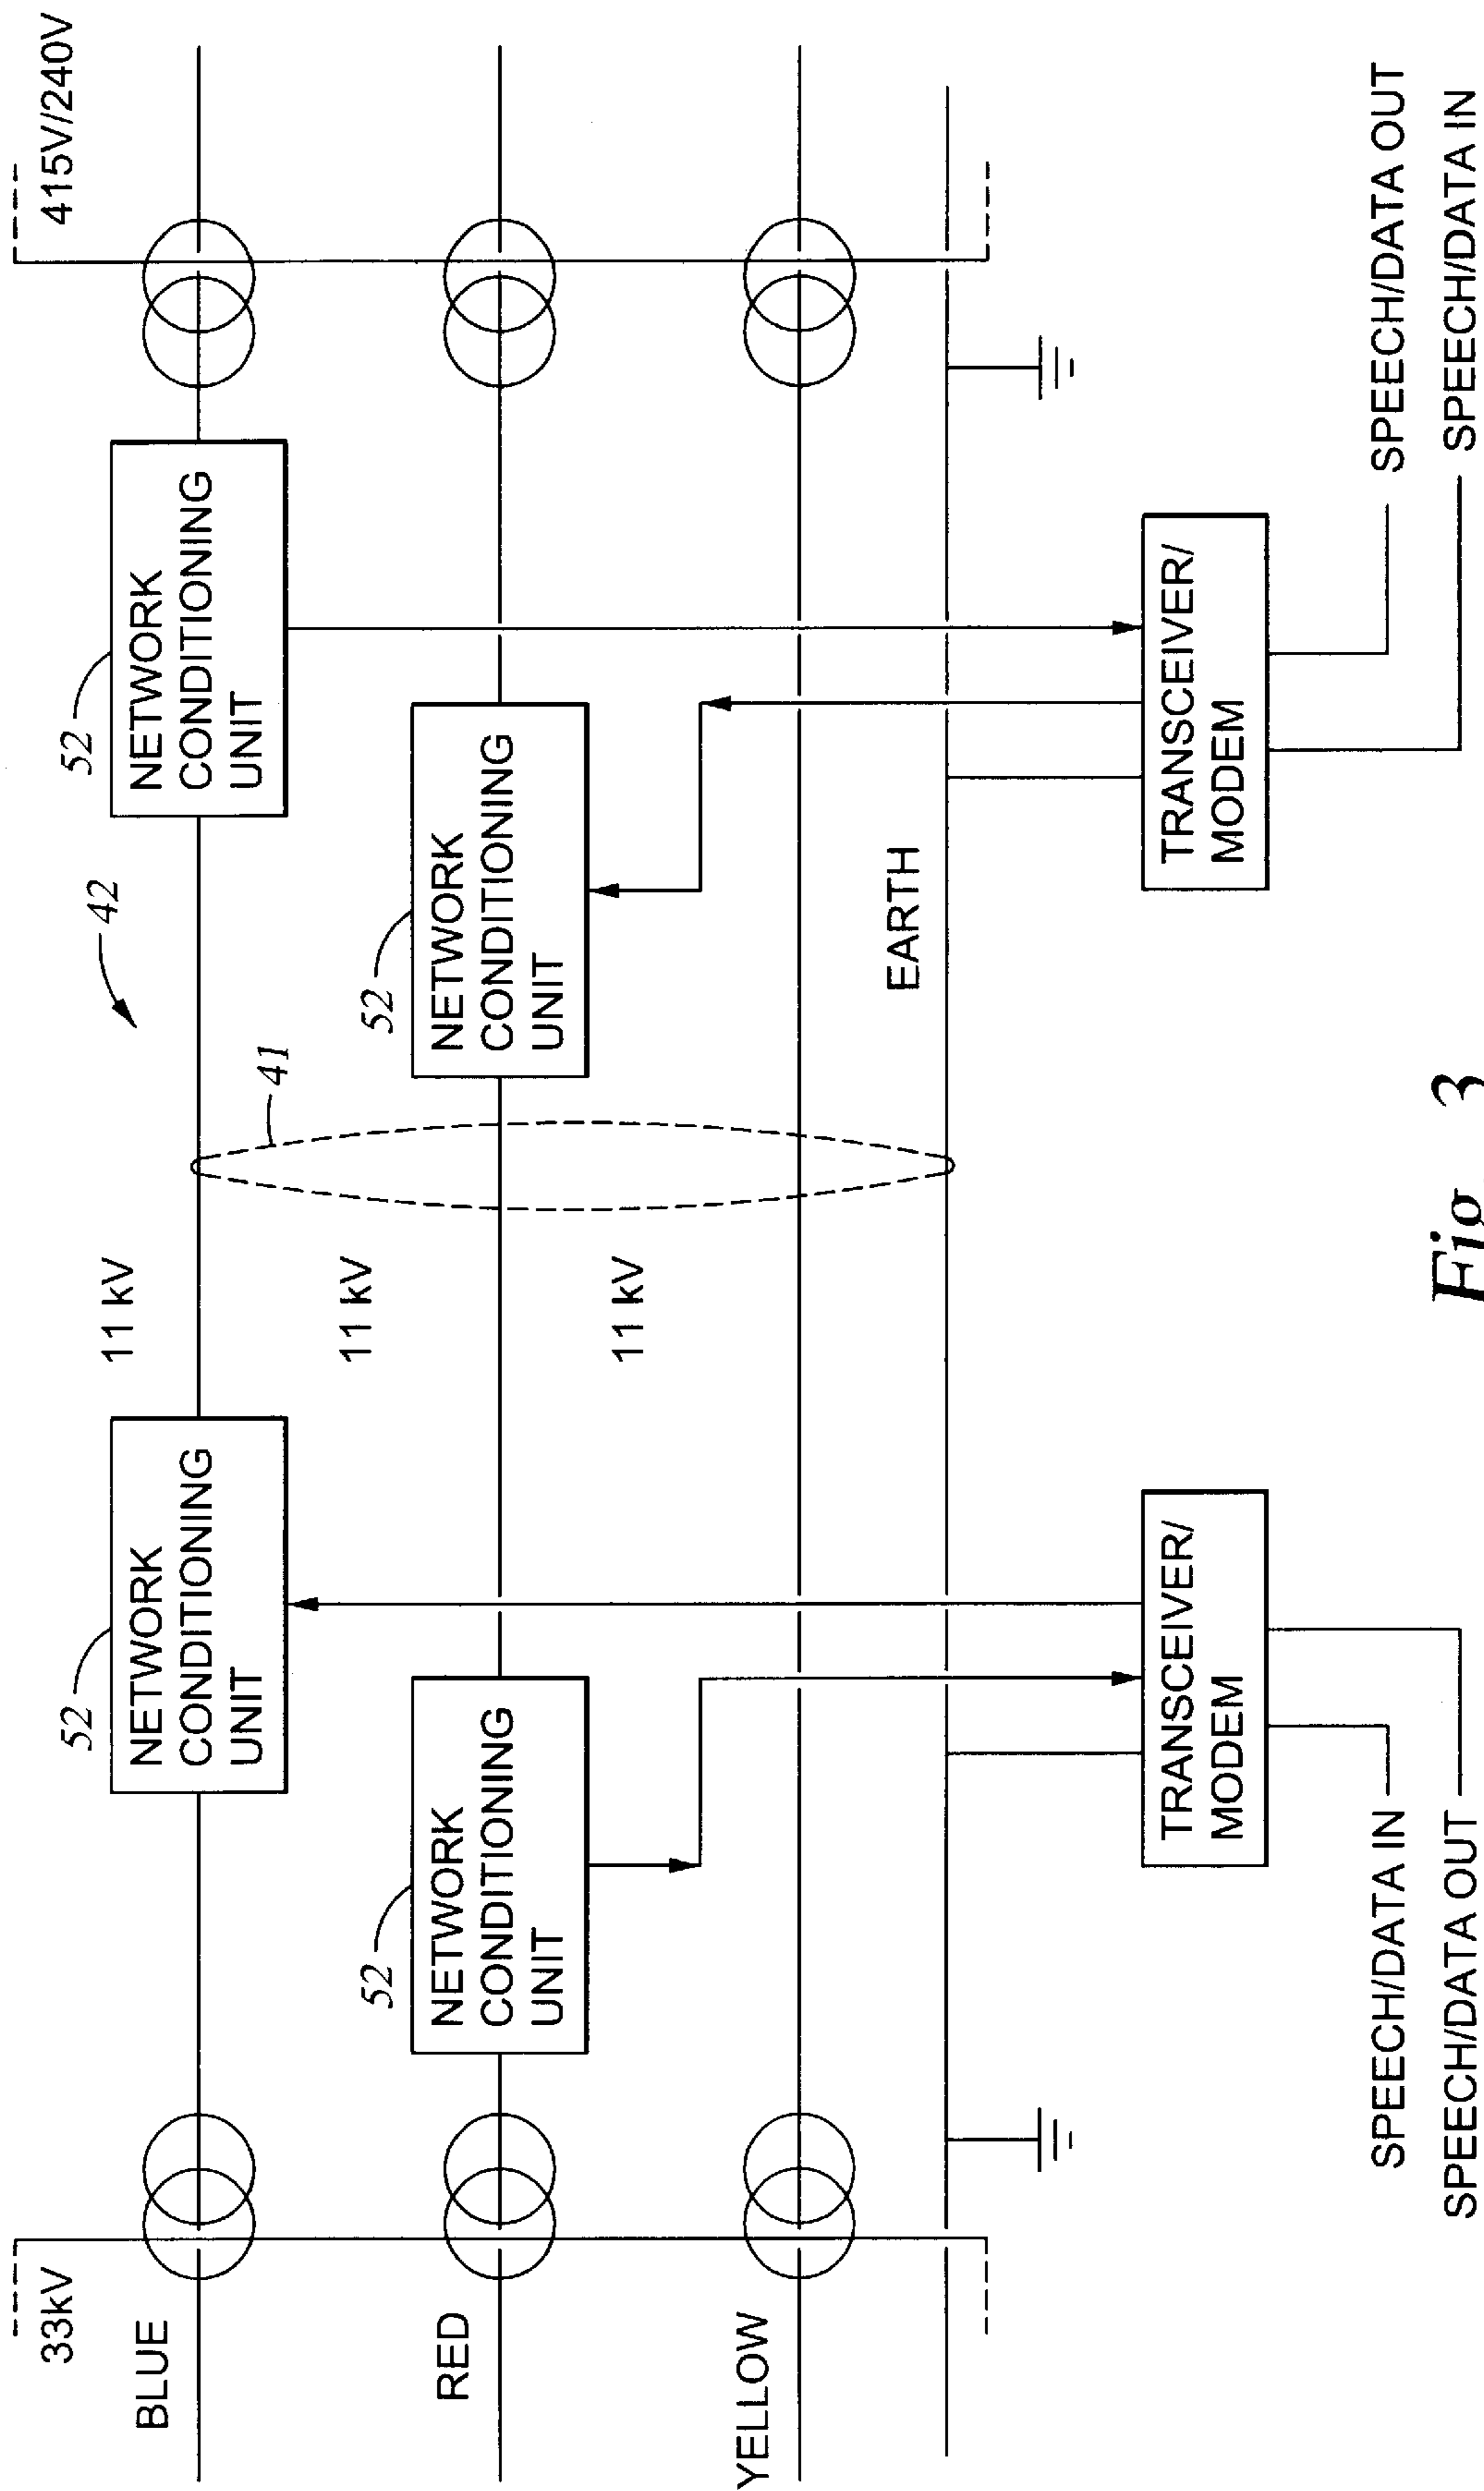 33kV
415V/240V
BLUE
RED
YELLOW
52
NETWORK
CONDITIONING
UNIT
52
NETWORK
CONDITIONING
UNIT
11 kV
11 kV
11 kV
41
42
52
NETWORK
CONDITIONING
UNIT
52
NETWORK
CONDITIONING
UNIT
EARTH
TRANSCEIVER/
MODEM
TRANSCEIVER/
MODEM
SPEECH/DATA IN
SPEECH/DATA OUT
SPEECH/DATA OUT
SPEECH/DATA IN
Fig. 3